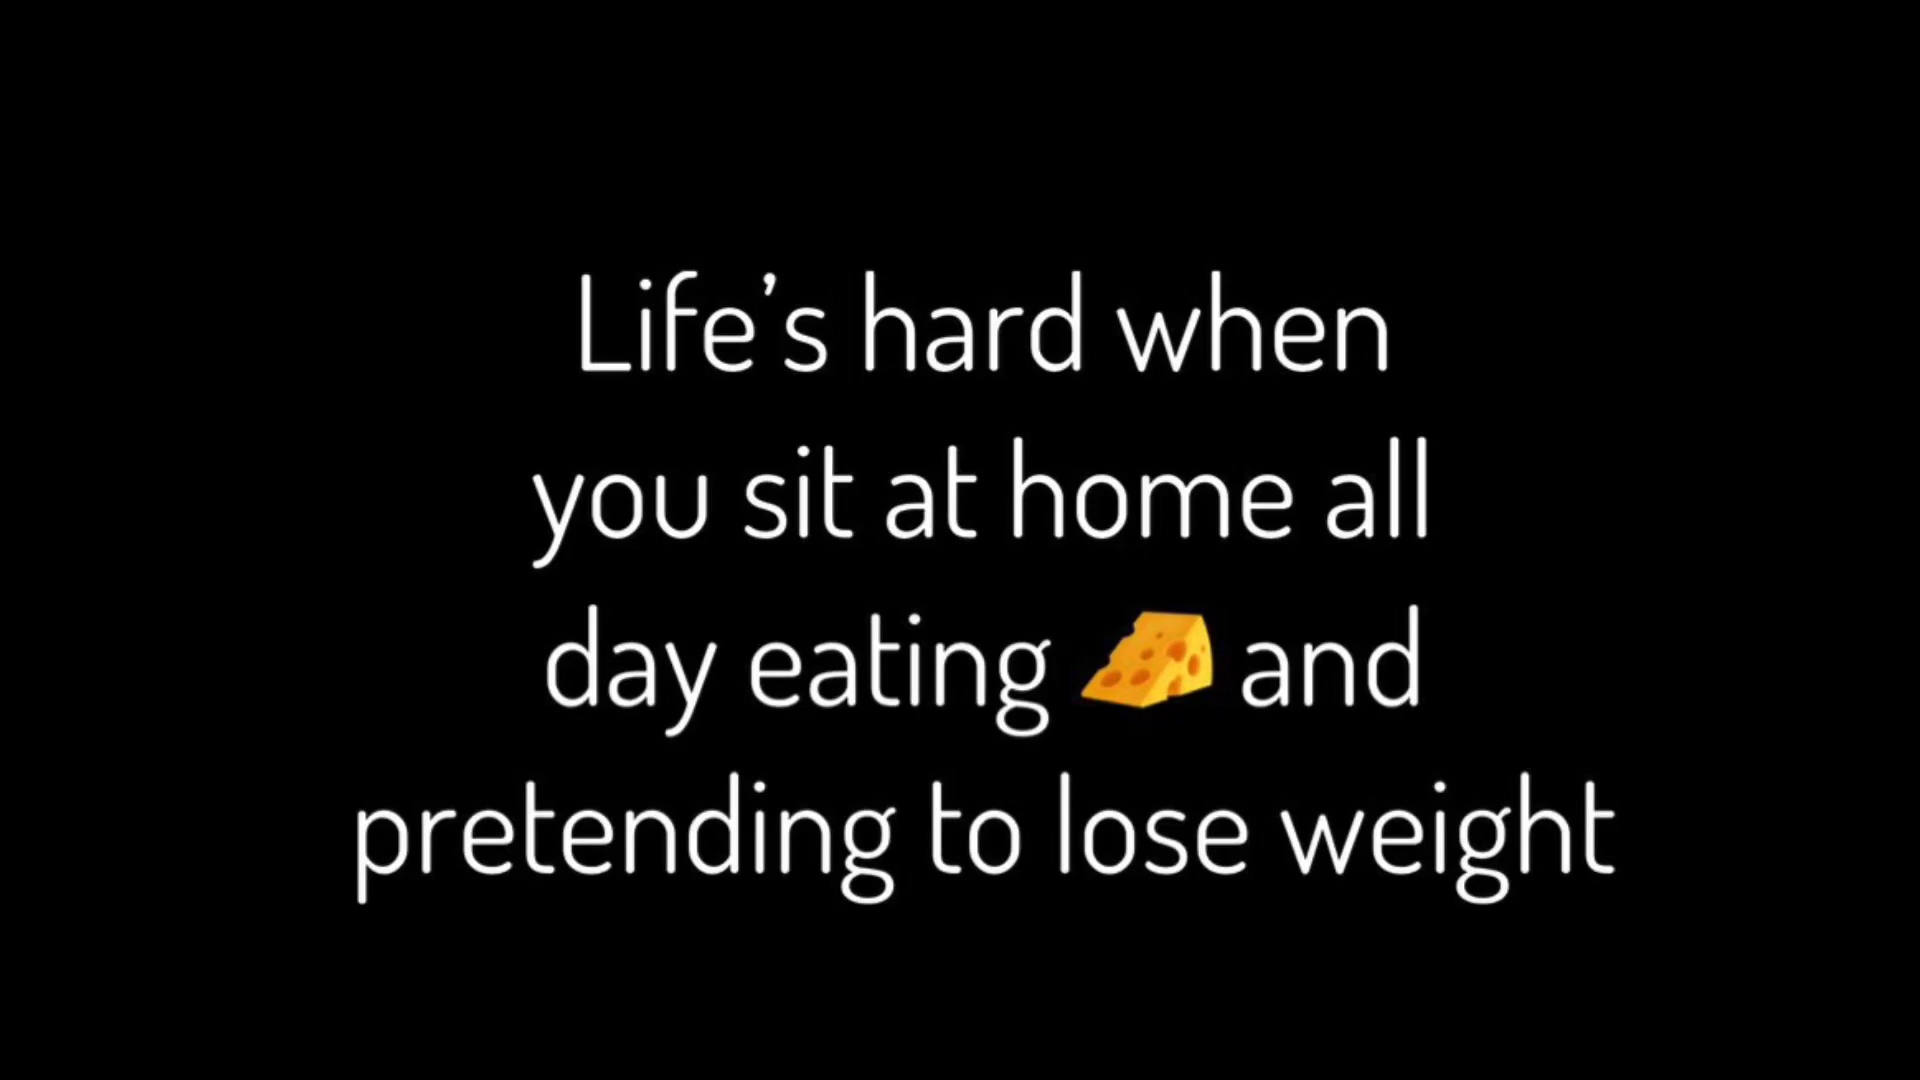 Life’s hard when
you sit at home all
day eating 🧀 and
pretending to lose weight